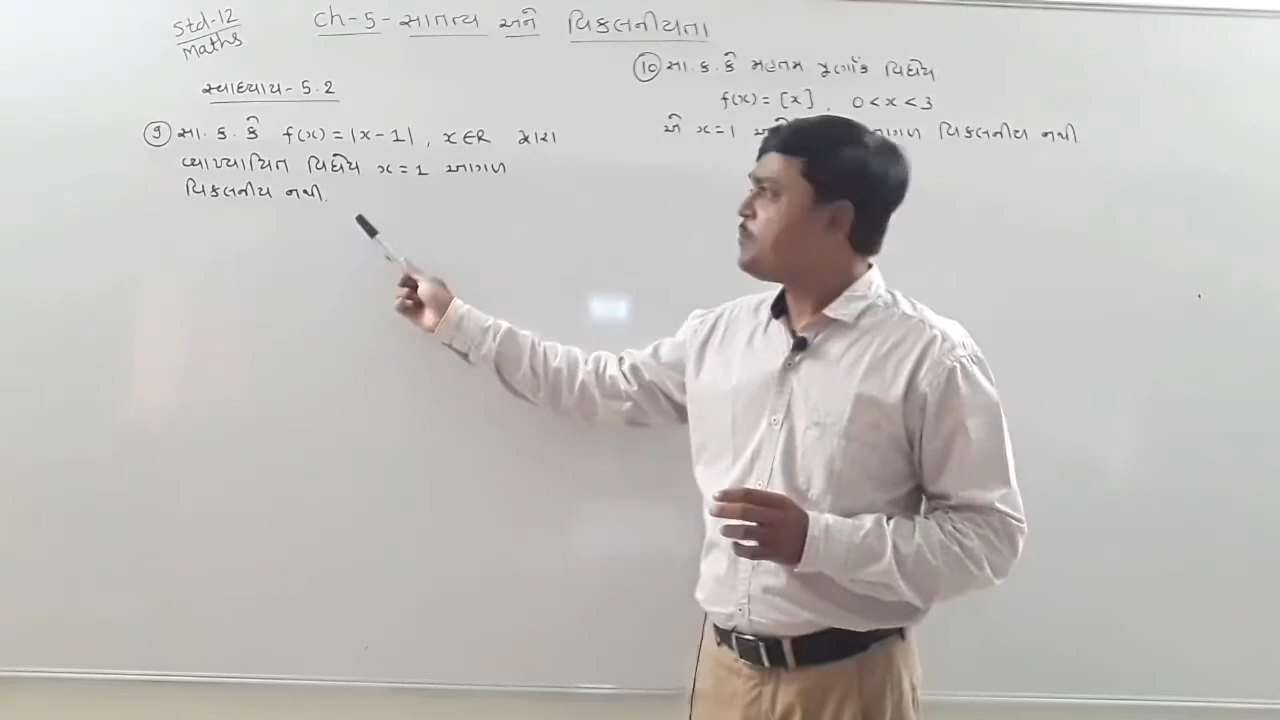 Std-12
Maths
Ch-5-સાતત્ય અને વિકલનીયતા
સ્વાધ્યાય-5.2
૯ સા.ક.કે f(x)=|x-1|, x∈R દ્વારા
વ્યાખ્યાયિત વિધેય x=1 આગળ
વિકલનીય નથી.
10 સા.ક.કે મહત્તમ પૂર્ણાંક વિધેય
f(x)=[x], 0<x<3
એ x=1 આગળ વિકલનીય નથી.